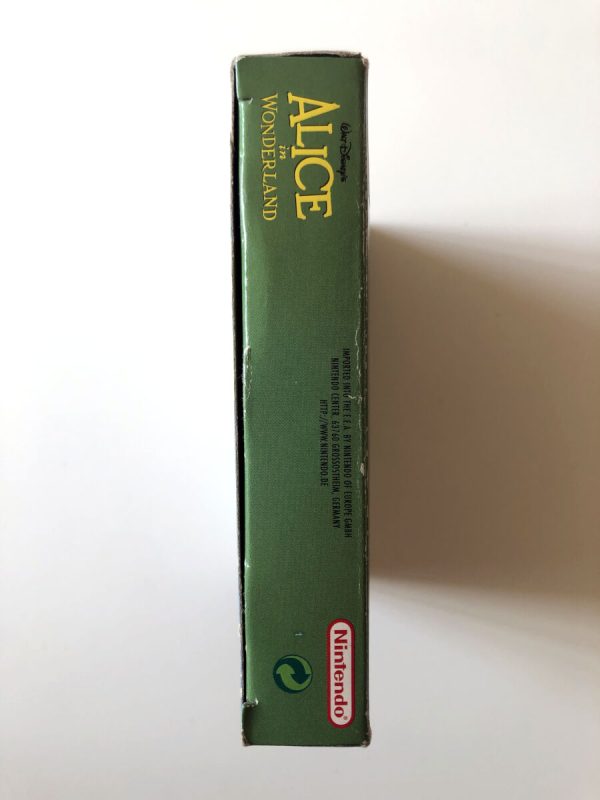 Walt Disney's
ALICE
in
WONDERLAND
IMPORTED INTO THE E.E.A. BY NINTENDO OF EUROPE GMBH
NINTENDO CENTER, 63760 GROSSOSTHEIM, GERMANY
HTTP://WWW.NINTENDO.DE
Nintendo®
1